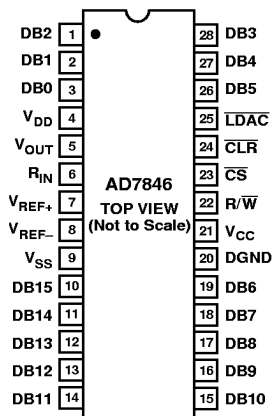 DB2 1 28 DB3
DB1 2 27 DB4
DB0 3 26 DB5
VDD 4 25 LDAC
VOUT 5 24 CLR
RIN 6 23 CS
AD7846
VREF+ 7 22 R/W
TOP VIEW
VREF– 8 21 VCC
(Not to Scale)
VSS 9 20 DGND
DB15 10 19 DB6
DB14 11 18 DB7
DB13 12 17 DB8
DB12 13 16 DB9
DB11 14 15 DB10